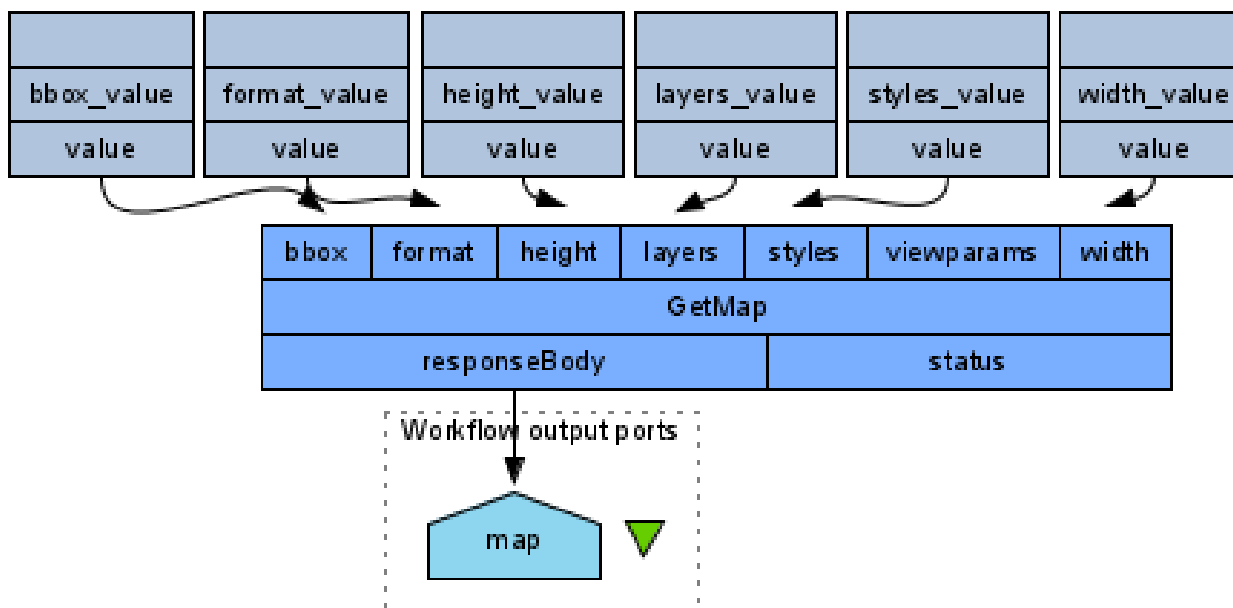 bbox_value format_value height_value layers_value styles_value width_value
value value value value value value
bbox format height layers styles viewparams width
GetMap
responseBody status
Workflow output ports
map